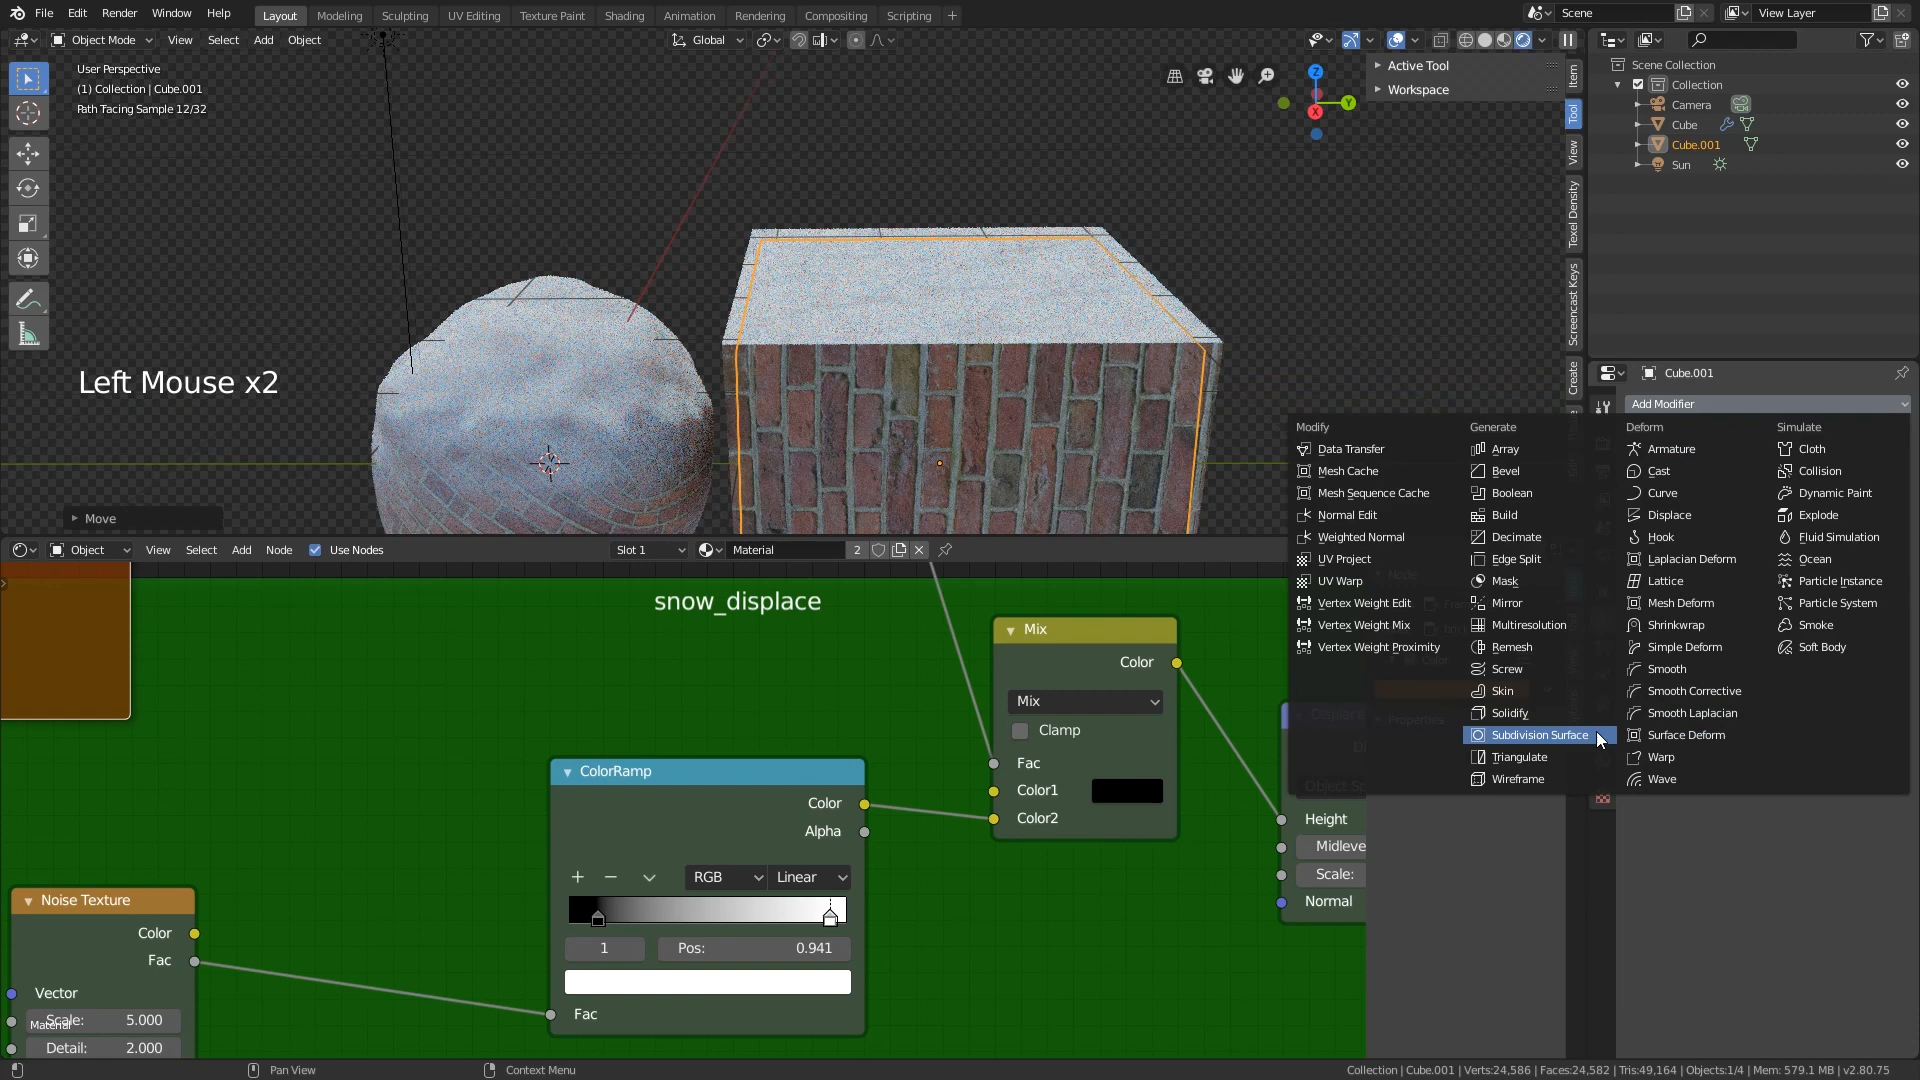 File Edit Render Window Help Layout Modeling Sculpting UV Editing Texture Paint Shading Animation Rendering Compositing Scripting + Scene View Layer
Object Mode View Select Add Object Global
User Perspective
(1) Collection | Cube.001
Path Tacing Sample 12/32
Active Tool
Workspace
Item
Tool
View
Texel Density
Screencast Keys
Create
Z
Y
X
Scene Collection
Collection
Camera
Cube
Cube.001
Sun
Left Mouse x2
Move
Cube.001
Add Modifier
Modify Generate Deform Simulate
Data Transfer Array Armature Cloth
Mesh Cache Bevel Cast Collision
Mesh Sequence Cache Boolean Curve Dynamic Paint
Normal Edit Build Displace Explode
Weighted Normal Decimate Hook Fluid Simulation
UV Project Edge Split Laplacian Deform Ocean
UV Warp Mask Lattice Particle Instance
Vertex Weight Edit Mirror Mesh Deform Particle System
Vertex Weight Mix Multiresolution Shrinkwrap Smoke
Vertex Weight Proximity Remesh Simple Deform Soft Body
Screw Smooth
Skin Smooth Corrective
Solidify Smooth Laplacian
Subdivision Surface Surface Deform
Triangulate Warp
Wireframe Wave
Object View Select Add Node Use Nodes Slot 1 Material 2
snow_displace
Mix
Color
Mix
Clamp
Fac
Color1
Color2
ColorRamp
Color
Alpha
+ − RGB Linear
1 Pos: 0.941
Fac
Noise Texture
Color
Fac
Vector
Scale: 5.000
Material
Detail: 2.000
Height
Midleve
Scale:
Normal
Pan View Context Menu Collection | Cube.001 | Verts:24,586 | Faces:24,582 | Tris:49,164 | Objects:1/4 | Mem: 579.1 MB | v2.80.75